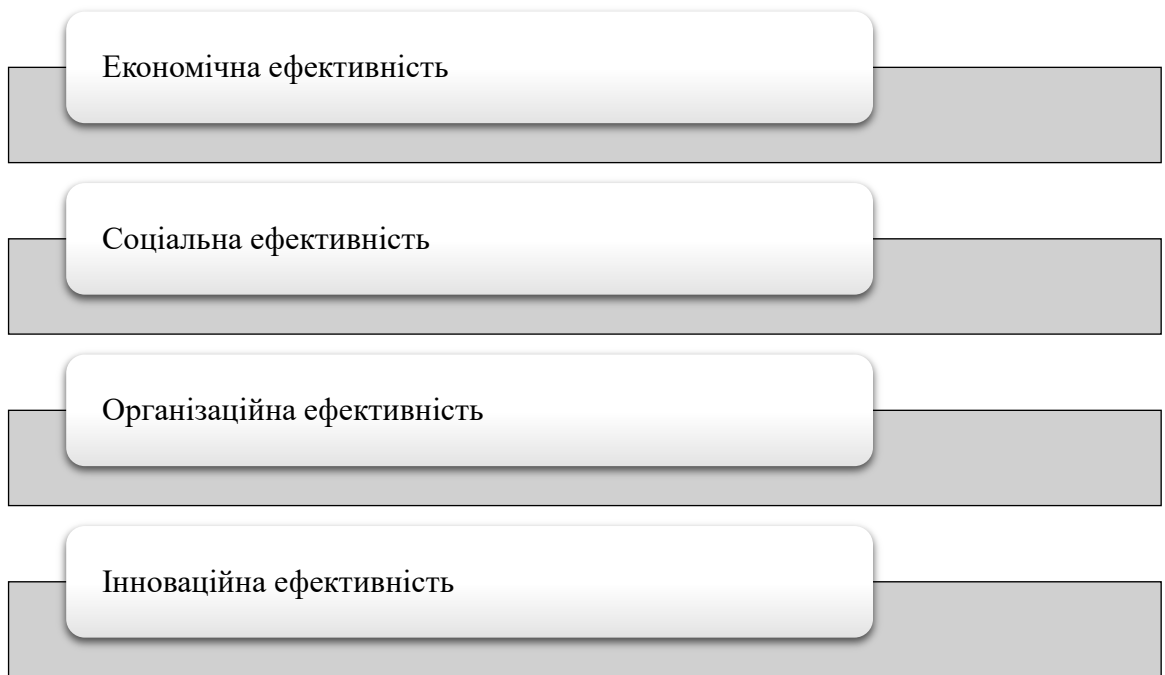 Економічна ефективність
Соціальна ефективність
Організаційна ефективність
Інноваційна ефективність